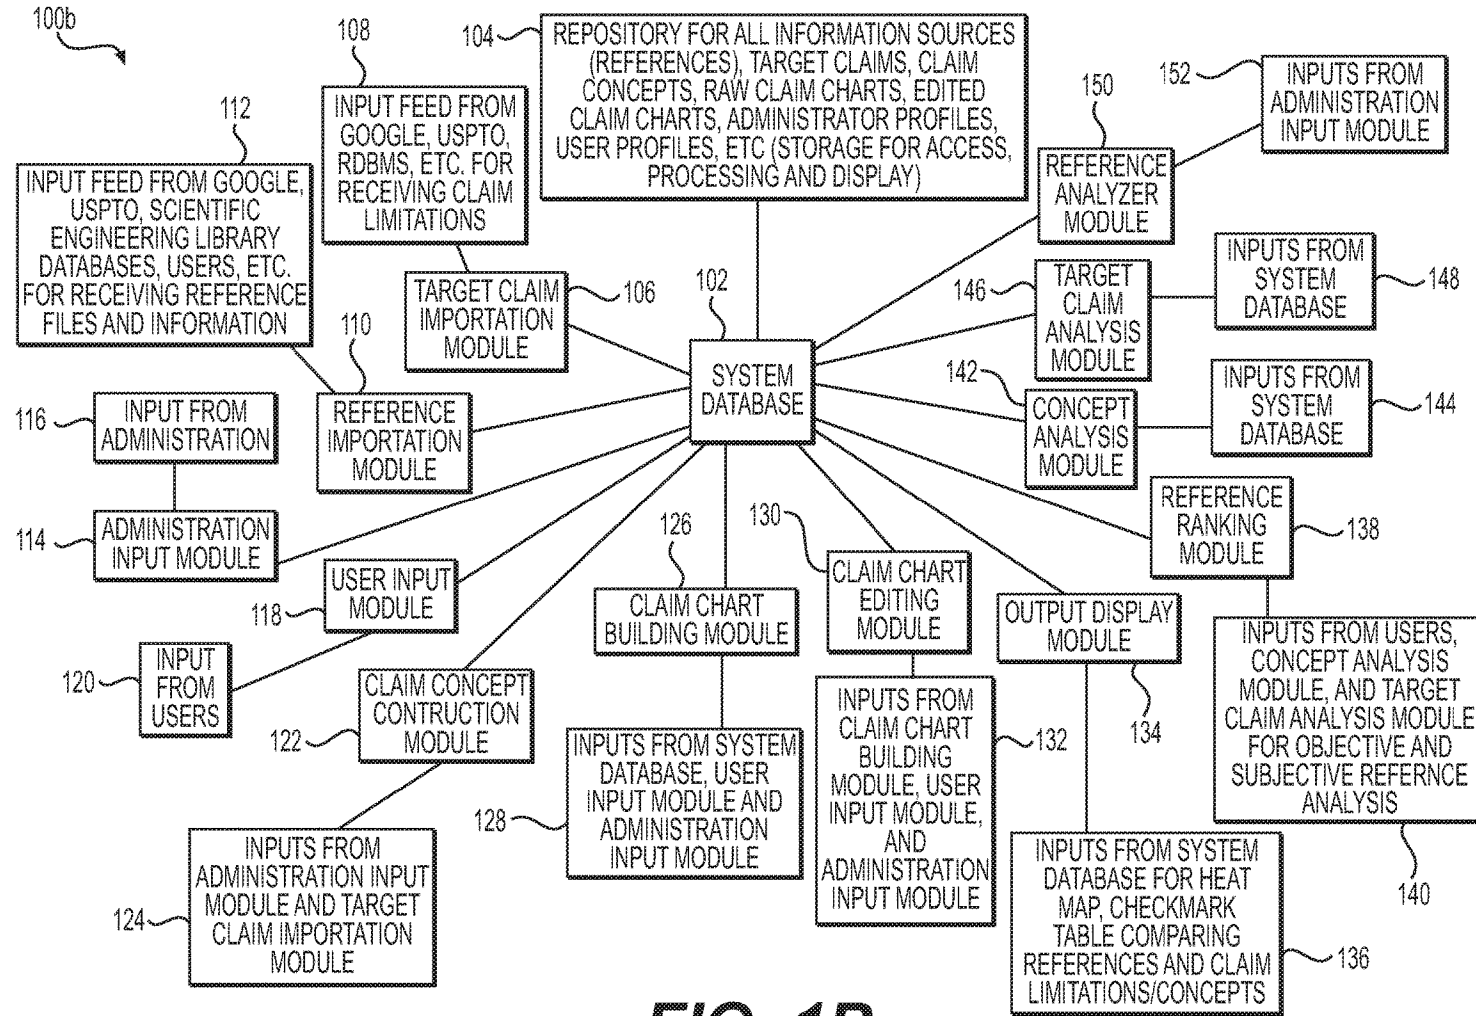 100b
108
INPUT FEED FROM
GOOGLE, USPTO,
RDBMS, ETC. FOR
RECEIVING CLAIM
LIMITATIONS
104
REPOSITORY FOR ALL INFORMATION SOURCES
(REFERENCES), TARGET CLAIMS, CLAIM
CONCEPTS, RAW CLAIM CHARTS, EDITED
CLAIM CHARTS, ADMINISTRATOR PROFILES,
USER PROFILES, ETC (STORAGE FOR ACCESS,
PROCESSING AND DISPLAY)
152
INPUTS FROM
ADMINISTRATION
INPUT MODULE
150
REFERENCE
ANALYZER
MODULE
112
INPUT FEED FROM GOOGLE,
USPTO, SCIENTIFIC
ENGINEERING LIBRARY
DATABASES, USERS, ETC.
FOR RECEIVING REFERENCE
FILES AND INFORMATION
TARGET CLAIM
IMPORTATION
MODULE
106
102
SYSTEM
DATABASE
146
TARGET
CLAIM
ANALYSIS
MODULE
INPUTS FROM
SYSTEM
DATABASE
148
110
REFERENCE
IMPORTATION
MODULE
142
CONCEPT
ANALYSIS
MODULE
INPUTS FROM
SYSTEM
DATABASE
144
116
INPUT FROM
ADMINISTRATION
114
ADMINISTRATION
INPUT MODULE
REFERENCE
RANKING
MODULE
138
118
USER INPUT
MODULE
126
CLAIM CHART
BUILDING MODULE
130
CLAIM CHART
EDITING
MODULE
OUTPUT DISPLAY
MODULE
134
120
INPUT
FROM
USERS
122
CLAIM CONCEPT
CONTRUCTION
MODULE
128
INPUTS FROM SYSTEM
DATABASE, USER
INPUT MODULE AND
ADMINISTRATION
INPUT MODULE
INPUTS FROM
CLAIM CHART
BUILDING
MODULE, USER
INPUT MODULE,
AND
ADMINISTRATION
INPUT MODULE
132
INPUTS FROM USERS,
CONCEPT ANALYSIS
MODULE, AND TARGET
CLAIM ANALYSIS MODULE
FOR OBJECTIVE AND
SUBJECTIVE REFERNCE
ANALYSIS
140
124
INPUTS FROM
ADMINISTRATION INPUT
MODULE AND TARGET
CLAIM IMPORTATION
MODULE
INPUTS FROM SYSTEM
DATABASE FOR HEAT
MAP, CHECKMARK
TABLE COMPARING
REFERENCES AND CLAIM
LIMITATIONS/CONCEPTS
136
FIG. 1B